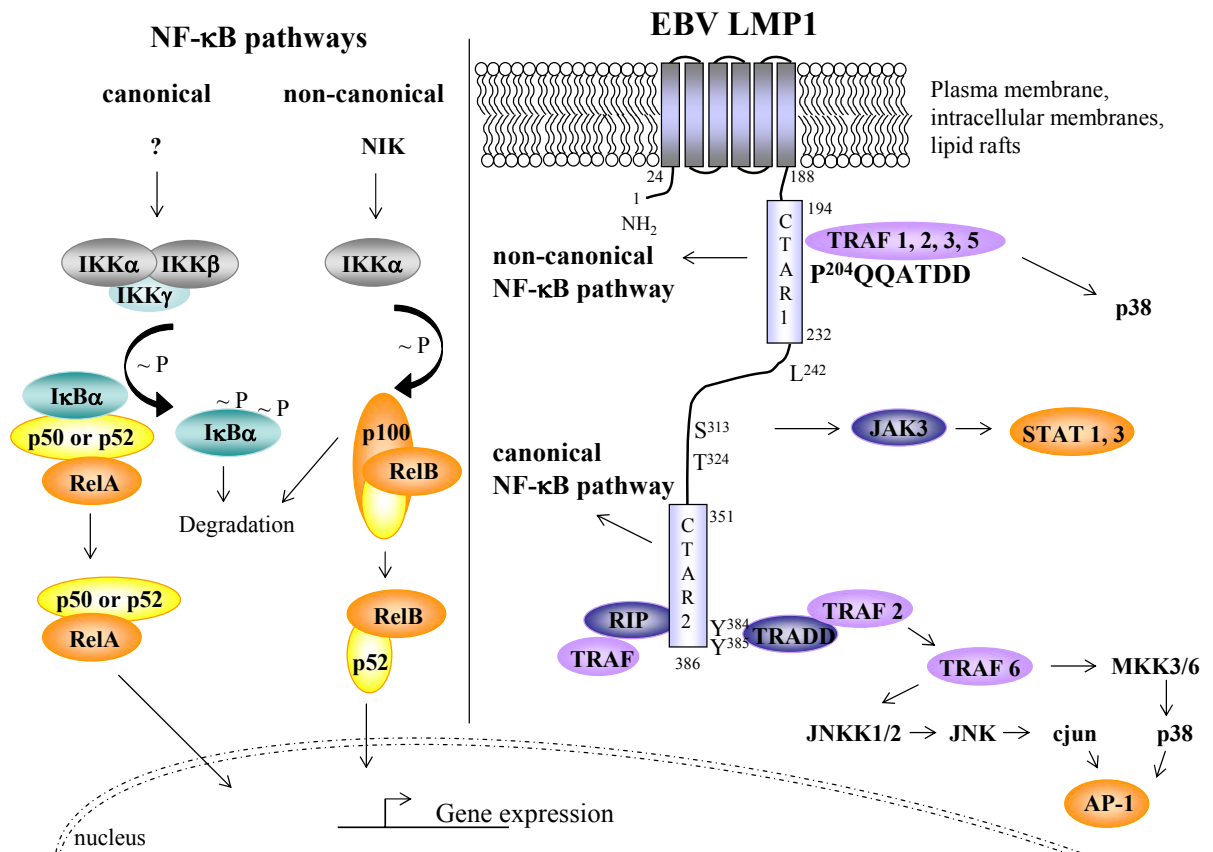 NF-κB pathways
canonical
non-canonical
?
NIK
IKKα
IKKβ
IKKγ
IKKα
~ P
~ P
IκBα
p50 or p52
RelA
~ P
~ P
IκBα
p100
RelB
Degradation
p50 or p52
RelA
RelB
p52
nucleus
Gene expression
EBV LMP1
Plasma membrane,
intracellular membranes,
lipid rafts
24
188
1
NH₂
194
CTAR1
TRAF 1, 2, 3, 5
P²⁰⁴QQATDD
non-canonical
NF-κB pathway
p38
232
L²⁴²
S³¹³
T³²⁴
JAK3
STAT 1, 3
canonical
NF-κB pathway
351
CTAR2
RIP
TRAF
Y³⁸⁴
Y³⁸⁵
386
TRADD
TRAF 2
TRAF 6
MKK3/6
JNKK1/2
JNK
cjun
p38
AP-1